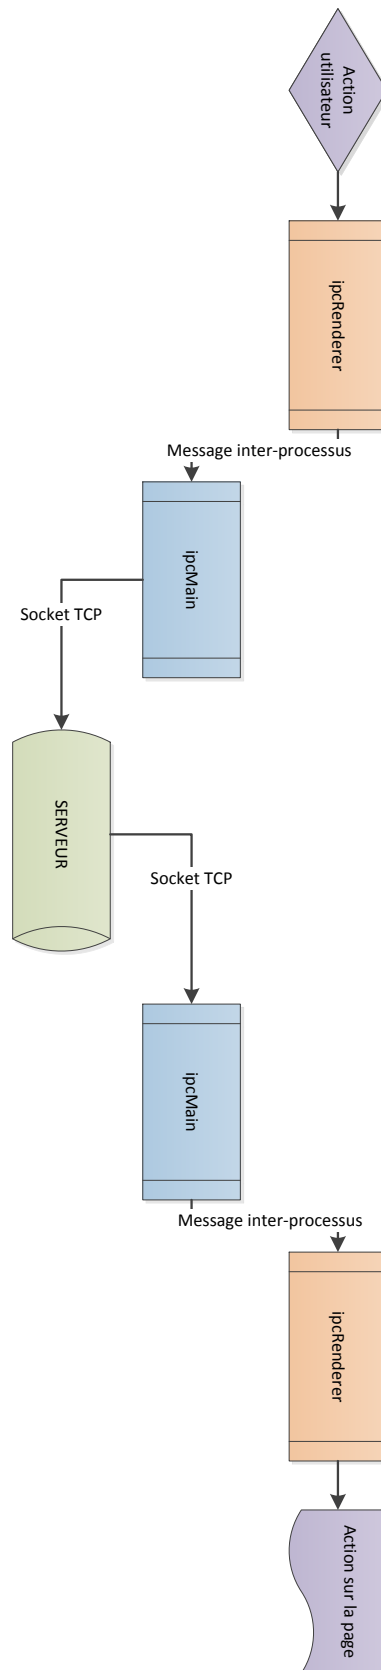 Action
utilisateur
ipcRenderer
Message inter-processus
ipcMain
Socket TCP
SERVEUR
Socket TCP
ipcMain
Message inter-processus
ipcRenderer
Action sur la page